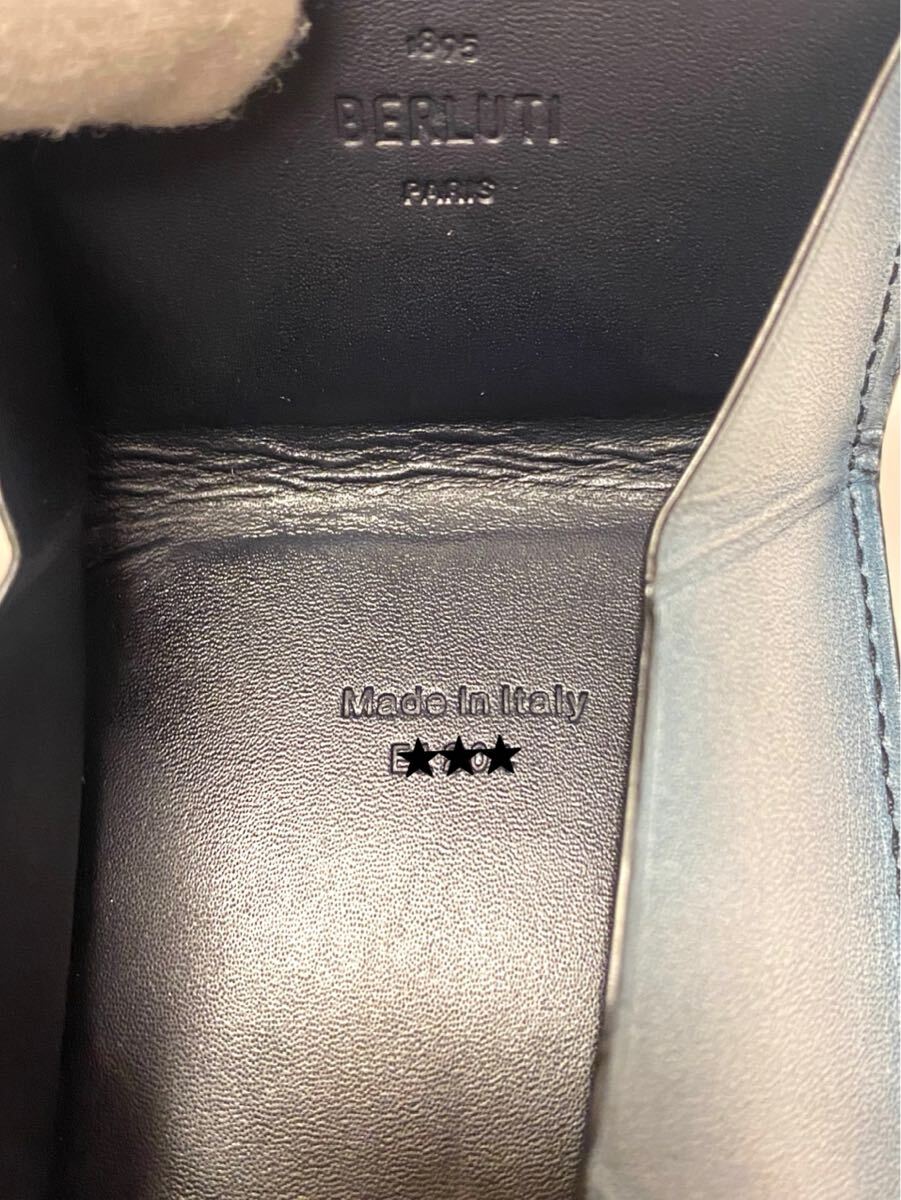 1895
BERLUTI
PARIS
Made In Italy